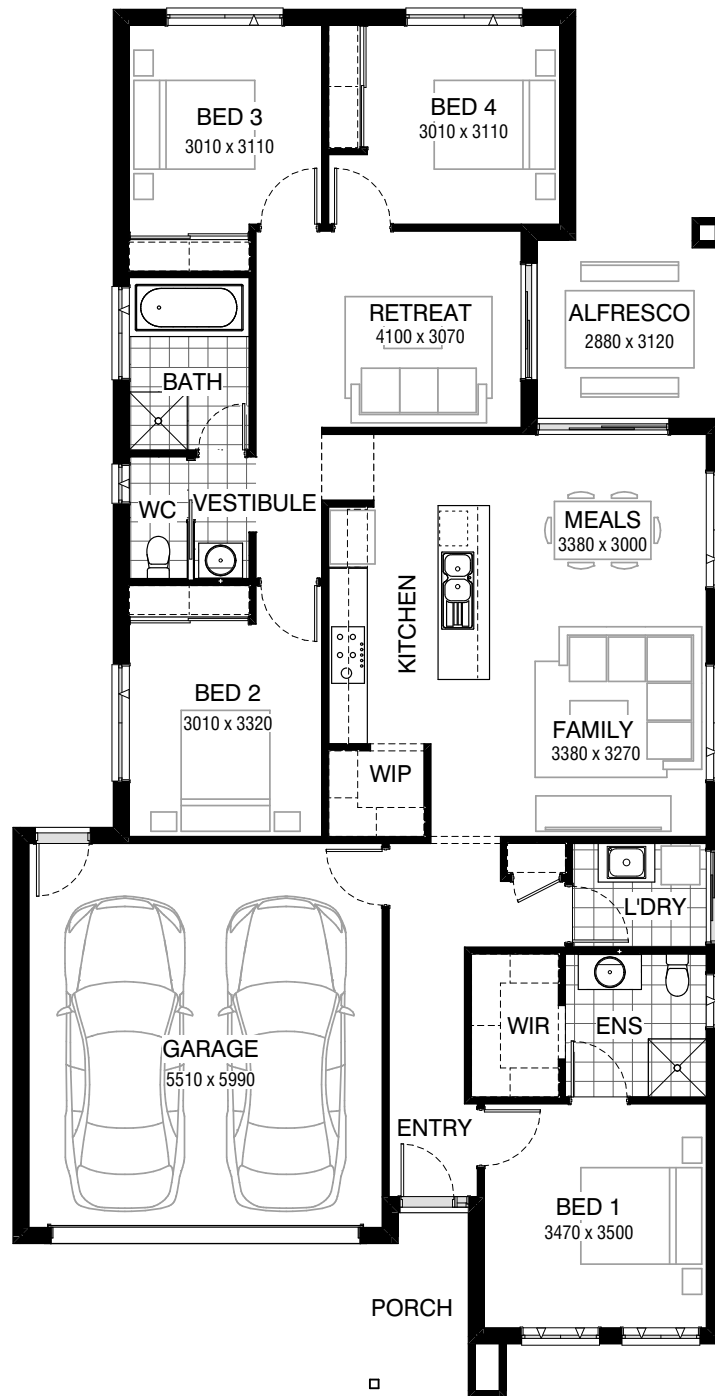 BED 3
3010 x 3110
BED 4
3010 x 3110
RETREAT
4100 x 3070
ALFRESCO
2880 x 3120
BATH
WC
VESTIBULE
MEALS
3380 x 3000
KITCHEN
BED 2
3010 x 3320
FAMILY
3380 x 3270
WIP
L'DRY
GARAGE
5510 x 5990
WIR
ENS
ENTRY
BED 1
3470 x 3500
PORCH